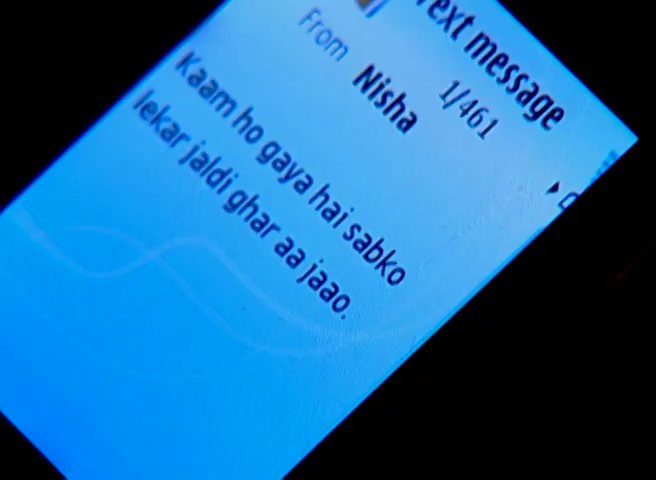 Text message
1/461
From
Nisha
Kaam ho gaya hai sabko
lekar jaldi ghar aa jaao.